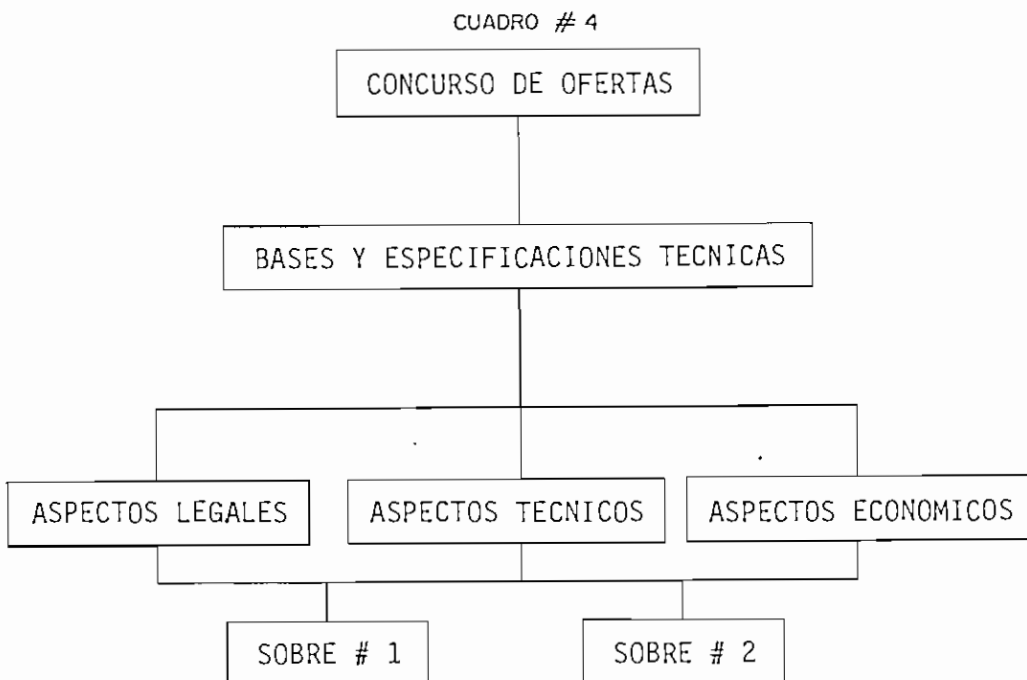 CUADRO # 4
CONCURSO DE OFERTAS
BASES Y ESPECIFICACIONES TECNICAS
ASPECTOS LEGALES
ASPECTOS TECNICOS
ASPECTOS ECONOMICOS
SOBRE # 1
SOBRE # 2